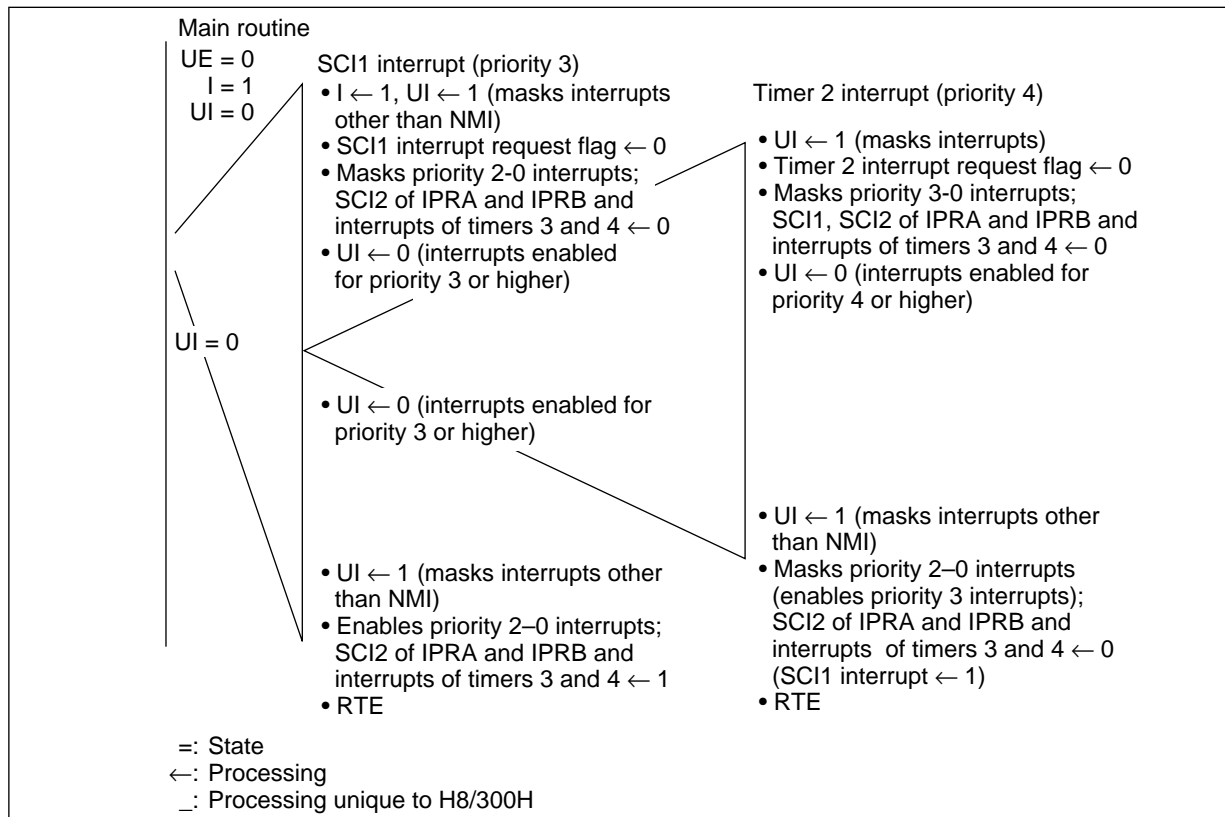 Main routine
UE = 0
I = 1
UI = 0
UI = 0
SCI1 interrupt (priority 3)
• I ← 1, UI ← 1 (masks interrupts
other than NMI)
• SCI1 interrupt request flag ← 0
• Masks priority 2-0 interrupts;
SCI2 of IPRA and IPRB and
interrupts of timers 3 and 4 ← 0
• UI ← 0 (interrupts enabled
for priority 3 or higher)
• UI ← 0 (interrupts enabled for
priority 3 or higher)
• UI ← 1 (masks interrupts other
than NMI)
• Enables priority 2–0 interrupts;
SCI2 of IPRA and IPRB and
interrupts of timers 3 and 4 ← 1
• RTE
Timer 2 interrupt (priority 4)
• UI ← 1 (masks interrupts)
• Timer 2 interrupt request flag ← 0
• Masks priority 3-0 interrupts;
SCI1, SCI2 of IPRA and IPRB and
interrupts of timers 3 and 4 ← 0
• UI ← 0 (interrupts enabled for
priority 4 or higher)
• UI ← 1 (masks interrupts other
than NMI)
• Masks priority 2–0 interrupts
(enables priority 3 interrupts);
SCI2 of IPRA and IPRB and
interrupts of timers 3 and 4 ← 0
(SCI1 interrupt ← 1)
• RTE
=: State
←: Processing
_: Processing unique to H8/300H